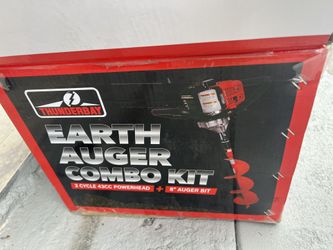 THUNDERBAY
EARTH
AUGER
COMBO KIT
2 CYCLE 43CC POWERHEAD + 8" AUGER BIT